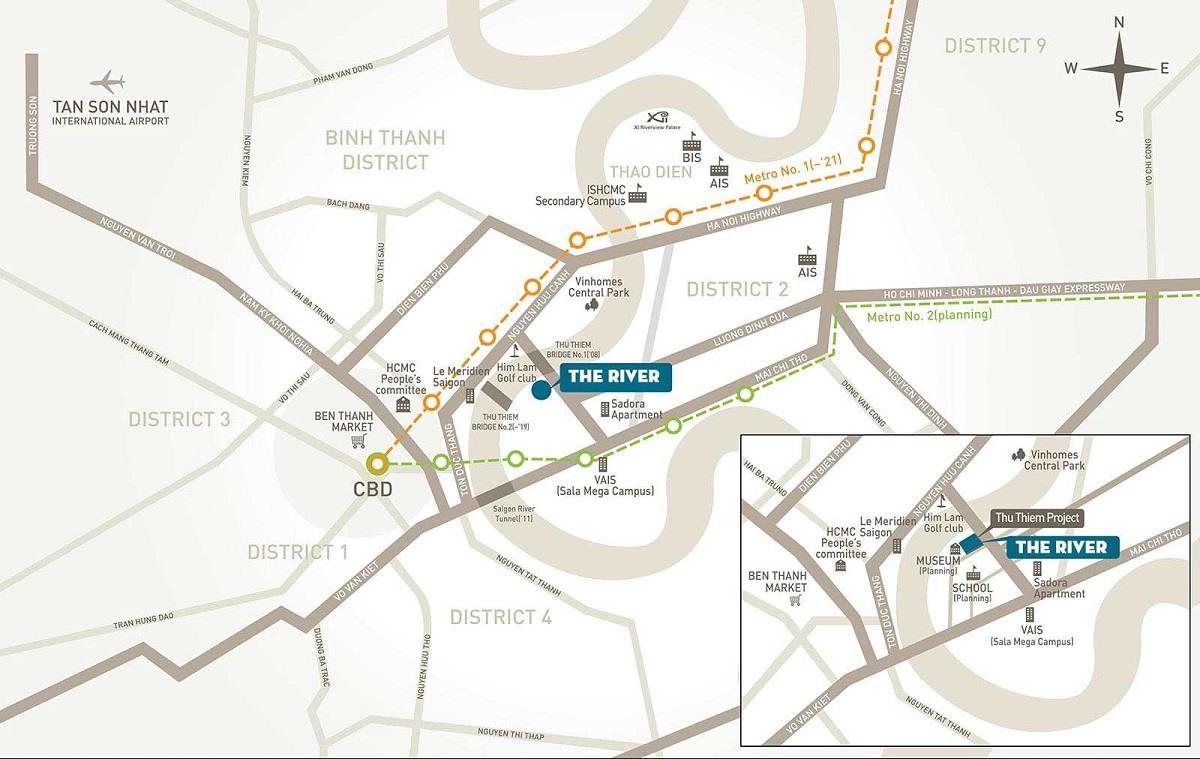 N
W
E
S
DISTRICT 9
HA NOI HIGHWAY
TRUONG SON
TAN SON NHAT
INTERNATIONAL AIRPORT
PHAM VAN DONG
NGUYEN KIEM
BINH THANH
DISTRICT
Xi
XI Riverview Palace
BIS
AIS
THAO DIEN
Metro No. 1(~'21)
VO CHI CONG
ISHCMC
Secondary Campus
BACH DANG
HA NOI HIGHWAY
NGUYEN VAN TROI
VO THI SAU
AIS
DIEN BIEN PHU
NGUYEN HUU CANH
Vinhomes
Central Park
DISTRICT 2
HO CHI MINH - LONG THANH - DAU GIAY EXPRESSWAY
Metro No. 2(planning)
HAI BA TRUNG
NAM KY KHOI NGHIA
CACH MANG THANG TAM
LUONG DINH CUA
THU THIEM
BRIDGE No.1('08)
HCMC
People's
committee
Le Meridien
Saigon
Him Lam
Golf club
THE RIVER
MAI CHI THO
VO THI SAU
NGUYEN THI DINH
DONG VAN CONG
DISTRICT 3
BEN THANH
MARKET
THU THIEM
BRIDGE No.2(~'19)
Sadora
Apartment
TON DUC THANG
CBD
VAIS
(Sala Mega Campus)
Saigon River
Tunnel('11)
DISTRICT 1
VO VAN KIET
NGUYEN TAT THANH
TRAN HUNG DAO
DISTRICT 4
DUONG BA TRAC
NGUYEN HUU THO
NGUYEN THI THAP
HAI BA TRUNG
DIEN BIEN PHU
NGUYEN HUU CANH
Vinhomes
Central Park
Le Meridien
Saigon
Him Lam
Golf club
Thu Thiem Project
HCMC
People's
committee
THE RIVER
MAI CHI THO
MUSEUM
(Planning)
SCHOOL
(Planning)
Sadora
Apartment
BEN THANH
MARKET
TON DUC THANG
VAIS
(Sala Mega Campus)
VO VAN KIET
NGUYEN TAT THANH